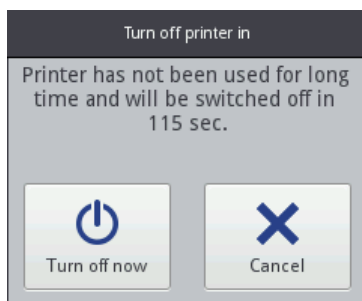 Turn off printer in
Printer has not been used for long
time and will be switched off in
115 sec.
Turn off now
Cancel